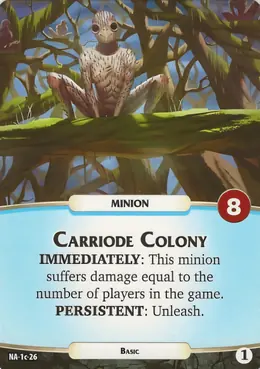 MINION
8
CARRIODE COLONY
IMMEDIATELY: This minion
suffers damage equal to the
number of players in the game.
PERSISTENT: Unleash.
NA-1c-26
BASIC
1